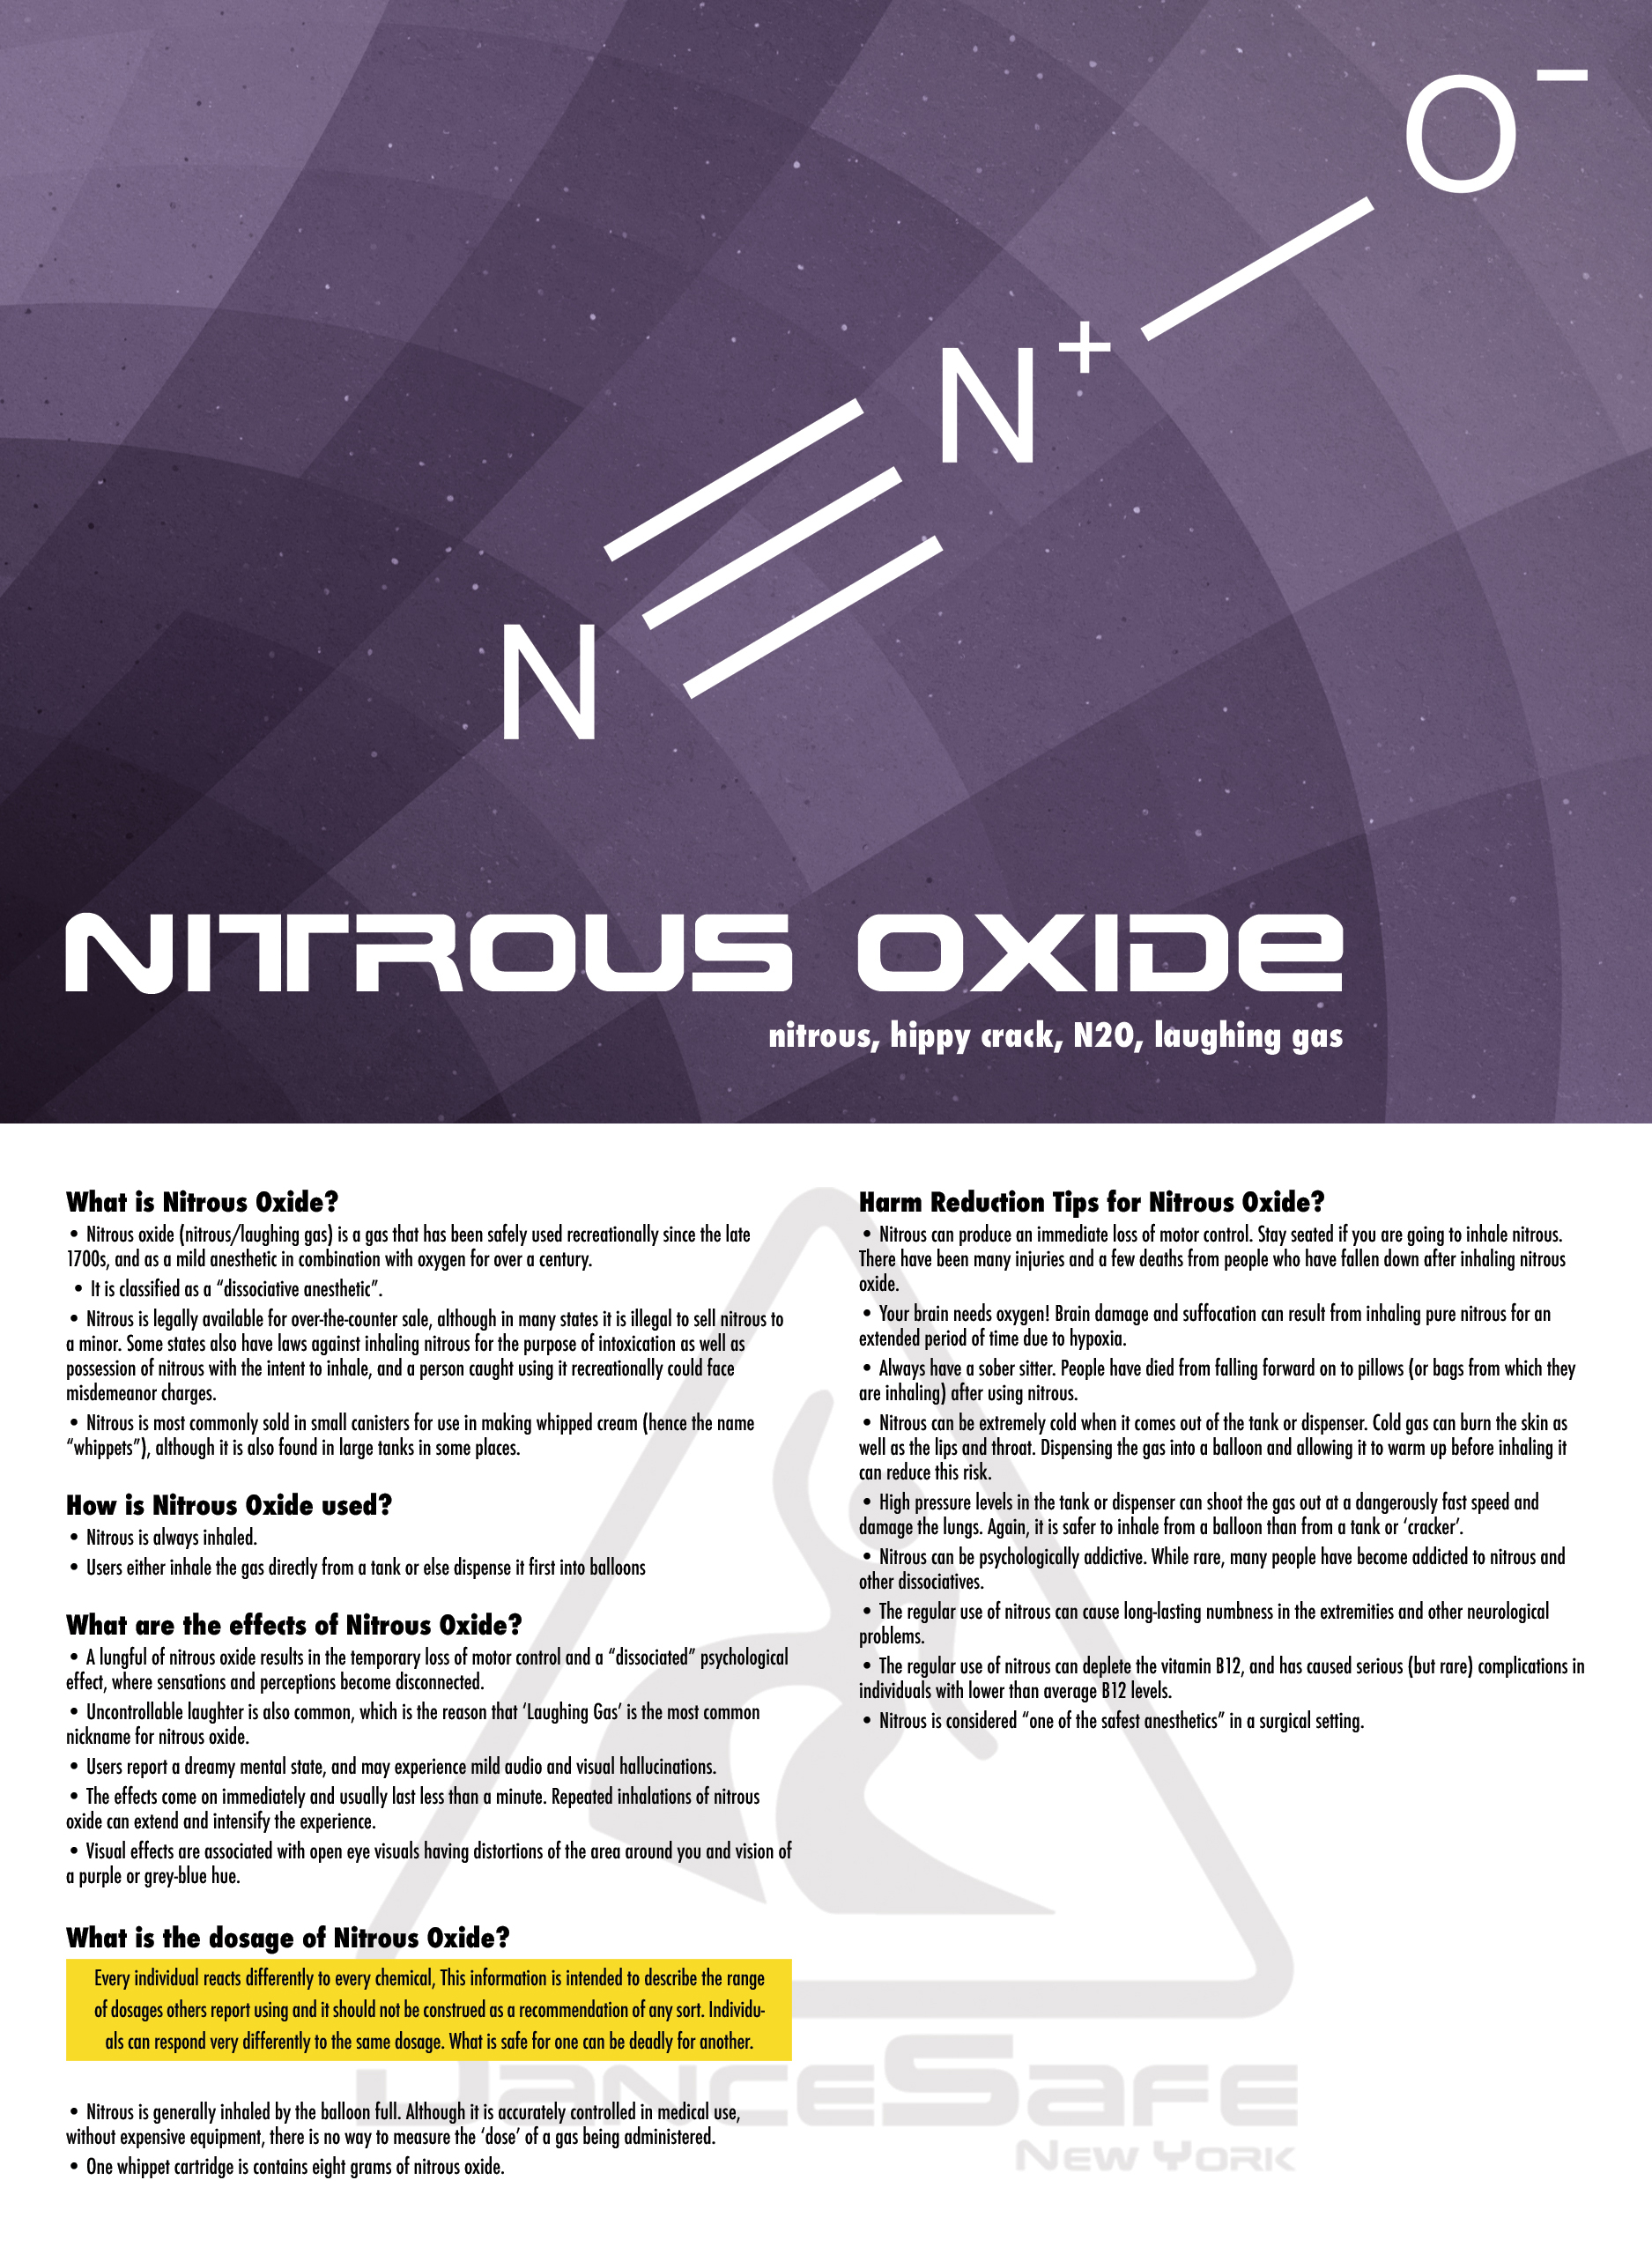 O−
N+
N
NITROUS OXIDE
nitrous, hippy crack, N20, laughing gas
What is Nitrous Oxide?
• Nitrous oxide (nitrous/laughing gas) is a gas that has been safely used recreationally since the late
1700s, and as a mild anesthetic in combination with oxygen for over a century.
• It is classified as a “dissociative anesthetic”.
• Nitrous is legally available for over-the-counter sale, although in many states it is illegal to sell nitrous to
a minor. Some states also have laws against inhaling nitrous for the purpose of intoxication as well as
possession of nitrous with the intent to inhale, and a person caught using it recreationally could face
misdemeanor charges.
• Nitrous is most commonly sold in small canisters for use in making whipped cream (hence the name
“whippets”), although it is also found in large tanks in some places.
How is Nitrous Oxide used?
• Nitrous is always inhaled.
• Users either inhale the gas directly from a tank or else dispense it first into balloons
What are the effects of Nitrous Oxide?
• A lungful of nitrous oxide results in the temporary loss of motor control and a “dissociated” psychological
effect, where sensations and perceptions become disconnected.
• Uncontrollable laughter is also common, which is the reason that ‘Laughing Gas’ is the most common
nickname for nitrous oxide.
• Users report a dreamy mental state, and may experience mild audio and visual hallucinations.
• The effects come on immediately and usually last less than a minute. Repeated inhalations of nitrous
oxide can extend and intensify the experience.
• Visual effects are associated with open eye visuals having distortions of the area around you and vision of
a purple or grey-blue hue.
What is the dosage of Nitrous Oxide?
Every individual reacts differently to every chemical, This information is intended to describe the range
of dosages others report using and it should not be construed as a recommendation of any sort. Individu-
als can respond very differently to the same dosage. What is safe for one can be deadly for another.
• Nitrous is generally inhaled by the balloon full. Although it is accurately controlled in medical use,
without expensive equipment, there is no way to measure the ‘dose’ of a gas being administered.
• One whippet cartridge is contains eight grams of nitrous oxide.
Harm Reduction Tips for Nitrous Oxide?
• Nitrous can produce an immediate loss of motor control. Stay seated if you are going to inhale nitrous.
There have been many injuries and a few deaths from people who have fallen down after inhaling nitrous
oxide.
• Your brain needs oxygen! Brain damage and suffocation can result from inhaling pure nitrous for an
extended period of time due to hypoxia.
• Always have a sober sitter. People have died from falling forward on to pillows (or bags from which they
are inhaling) after using nitrous.
• Nitrous can be extremely cold when it comes out of the tank or dispenser. Cold gas can burn the skin as
well as the lips and throat. Dispensing the gas into a balloon and allowing it to warm up before inhaling it
can reduce this risk.
• High pressure levels in the tank or dispenser can shoot the gas out at a dangerously fast speed and
damage the lungs. Again, it is safer to inhale from a balloon than from a tank or ‘cracker’.
• Nitrous can be psychologically addictive. While rare, many people have become addicted to nitrous and
other dissociatives.
• The regular use of nitrous can cause long-lasting numbness in the extremities and other neurological
problems.
• The regular use of nitrous can deplete the vitamin B12, and has caused serious (but rare) complications in
individuals with lower than average B12 levels.
• Nitrous is considered “one of the safest anesthetics” in a surgical setting.
DanceSafe
New York